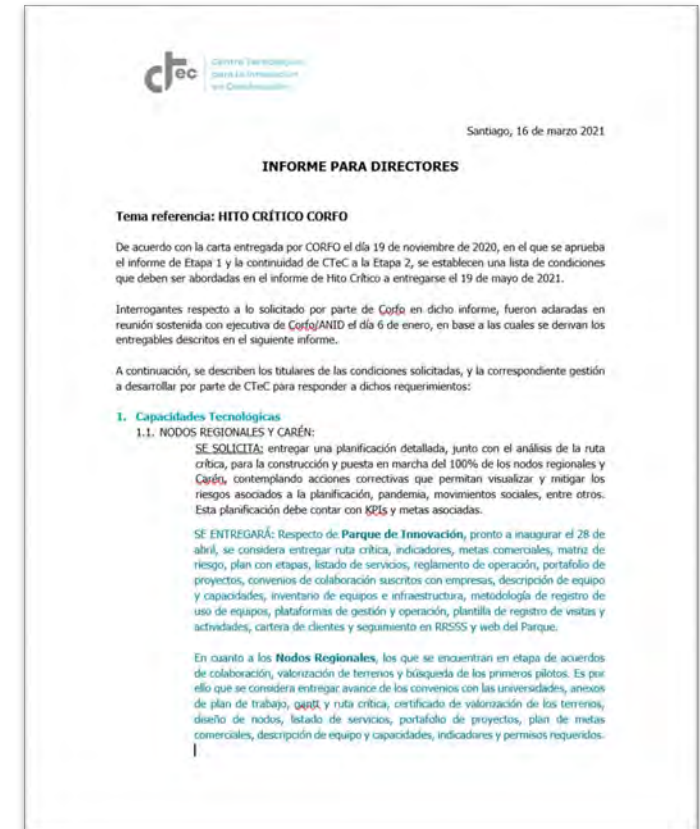 cTec
Centro Tecnológico
para la Innovación
en Construcción
Santiago, 16 de marzo 2021
INFORME PARA DIRECTORES
Tema referencia: HITO CRÍTICO CORFO
De acuerdo con la carta entregada por CORFO el día 19 de noviembre de 2020, en el que se aprueba
el informe de Etapa 1 y la continuidad de CTeC a la Etapa 2, se establecen una lista de condiciones
que deben ser abordadas en el informe de Hito Crítico a entregarse el 19 de mayo de 2021.
Interrogantes respecto a lo solicitado por parte de Corfo en dicho informe, fueron aclaradas en
reunión sostenida con ejecutiva de Corfo/ANID el día 6 de enero, en base a las cuales se derivan los
entregables descritos en el siguiente informe.
A continuación, se describen los titulares de las condiciones solicitadas, y la correspondiente gestión
a desarrollar por parte de CTeC para responder a dichos requerimientos:
1. Capacidades Tecnológicas
1.1. NODOS REGIONALES Y CARÉN:
SE SOLICITA: entregar una planificación detallada, junto con el análisis de la ruta
crítica, para la construcción y puesta en marcha del 100% de los nodos regionales y
Carén, contemplando acciones correctivas que permitan visualizar y mitigar los
riesgos asociados a la planificación, pandemia, movimientos sociales, entre otros.
Esta planificación debe contar con KPIs y metas asociadas.
SE ENTREGARÁ: Respecto de Parque de Innovación, pronto a inaugurar el 28 de
abril, se considera entregar ruta crítica, indicadores, metas comerciales, matriz de
riesgo, plan con etapas, listado de servicios, reglamento de operación, portafolio de
proyectos, convenios de colaboración suscritos con empresas, descripción de equipo
y capacidades, inventario de equipos e infraestructura, metodología de registro de
uso de equipos, plataformas de gestión y operación, plantilla de registro de visitas y
actividades, cartera de clientes y seguimiento en RRSSS y web del Parque.
En cuanto a los Nodos Regionales, los que se encuentran en etapa de acuerdos
de colaboración, valorización de terrenos y búsqueda de los primeros pilotos. Es por
ello que se considera entregar avance de los convenios con las universidades, anexos
de plan de trabajo, gantt y ruta crítica, certificado de valorización de los terrenos,
diseño de nodos, listado de servicios, portafolio de proyectos, plan de metas
comerciales, descripción de equipo y capacidades, indicadores y permisos requeridos.